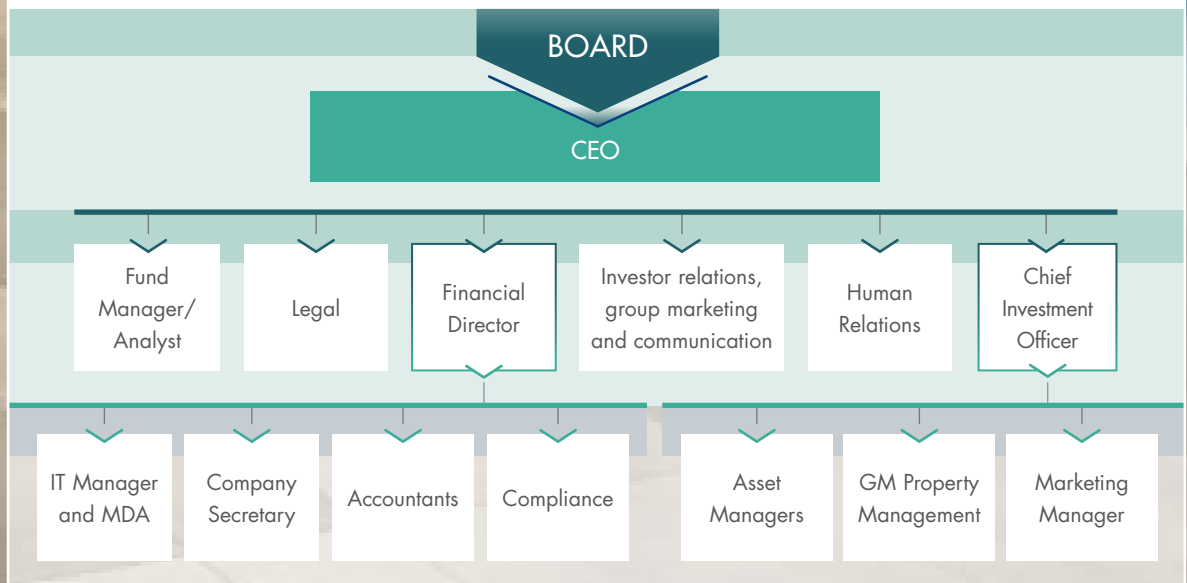 BOARD
CEO
Fund
Manager/
Analyst
Legal
Financial
Director
Investor relations,
group marketing
and communication
Human
Relations
Chief
Investment
Officer
IT Manager
and MDA
Company
Secretary
Accountants
Compliance
Asset
Managers
GM Property
Management
Marketing
Manager